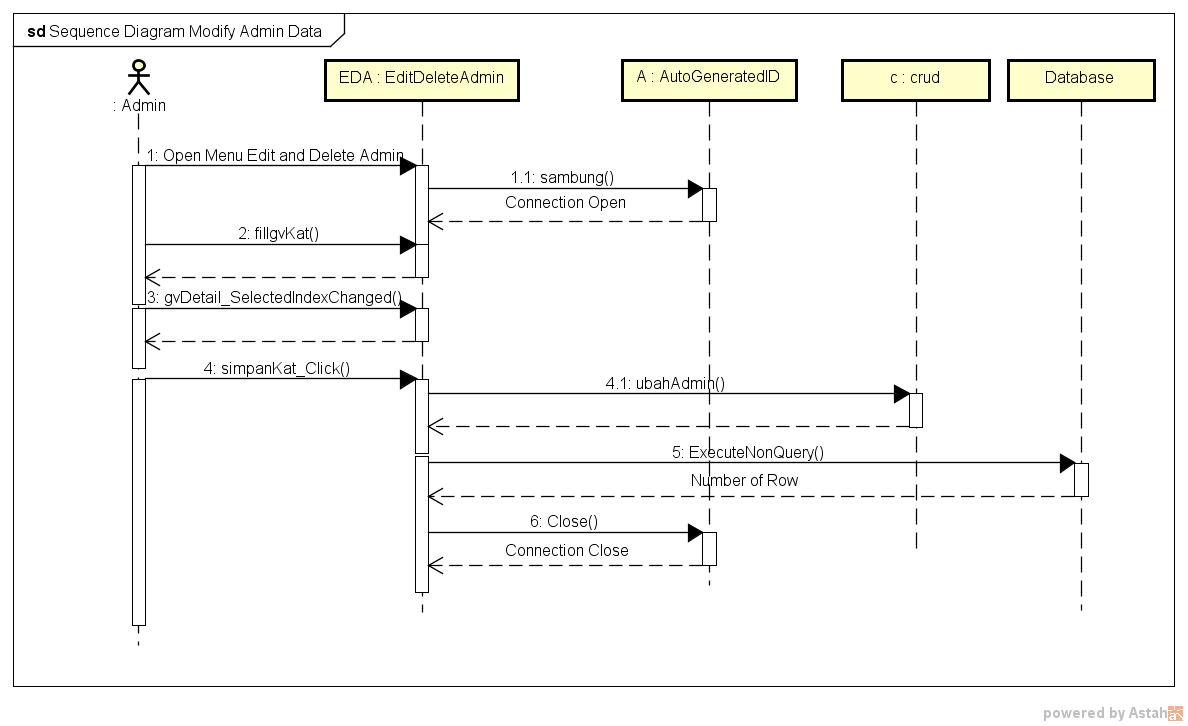 sd Sequence Diagram Modify Admin Data
: Admin
EDA : EditDeleteAdmin
A : AutoGeneratedID
c : crud
Database
1: Open Menu Edit and Delete Admin
1.1: sambung()
Connection Open
2: fillgvKat()
3: gvDetail_SelectedIndexChanged()
4: simpanKat_Click()
4.1: ubahAdmin()
5: ExecuteNonQuery()
Number of Row
6: Close()
Connection Close
powered by Astah